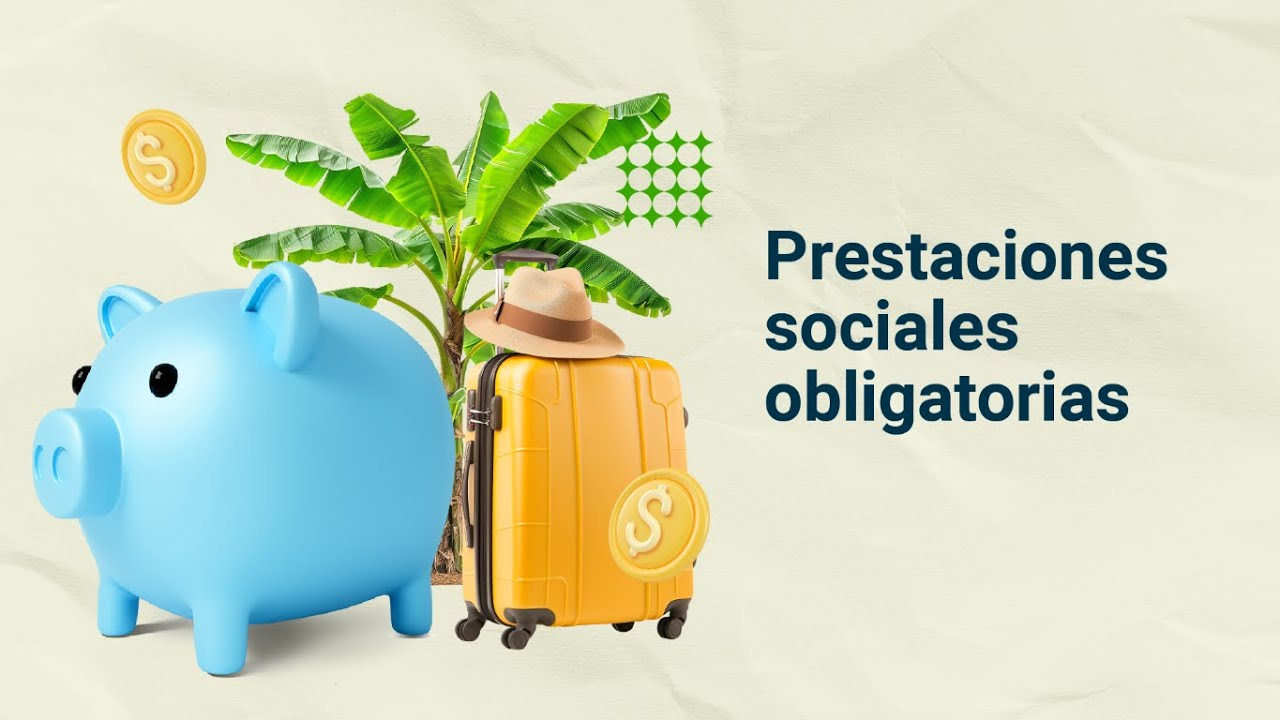 Prestaciones
sociales
obligatorias
$
$